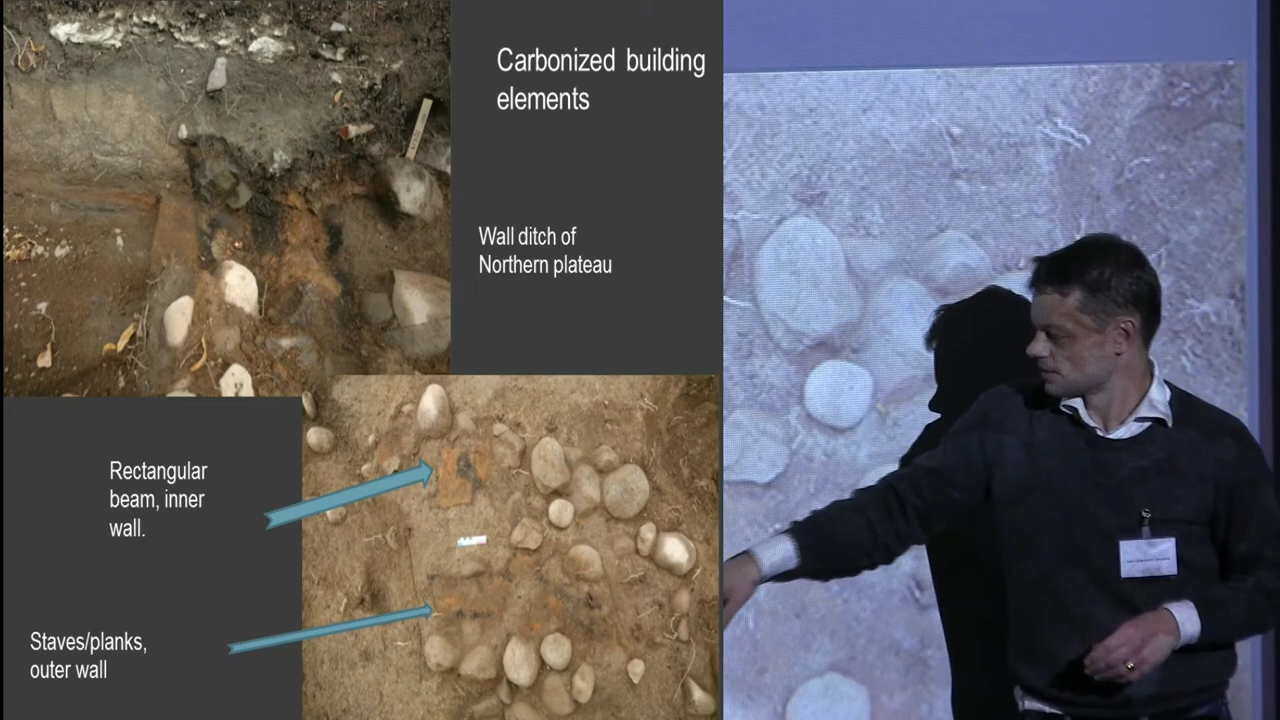 Carbonized building
elements
Wall ditch of
Northern plateau
Rectangular
beam, inner
wall.
Staves/planks,
outer wall